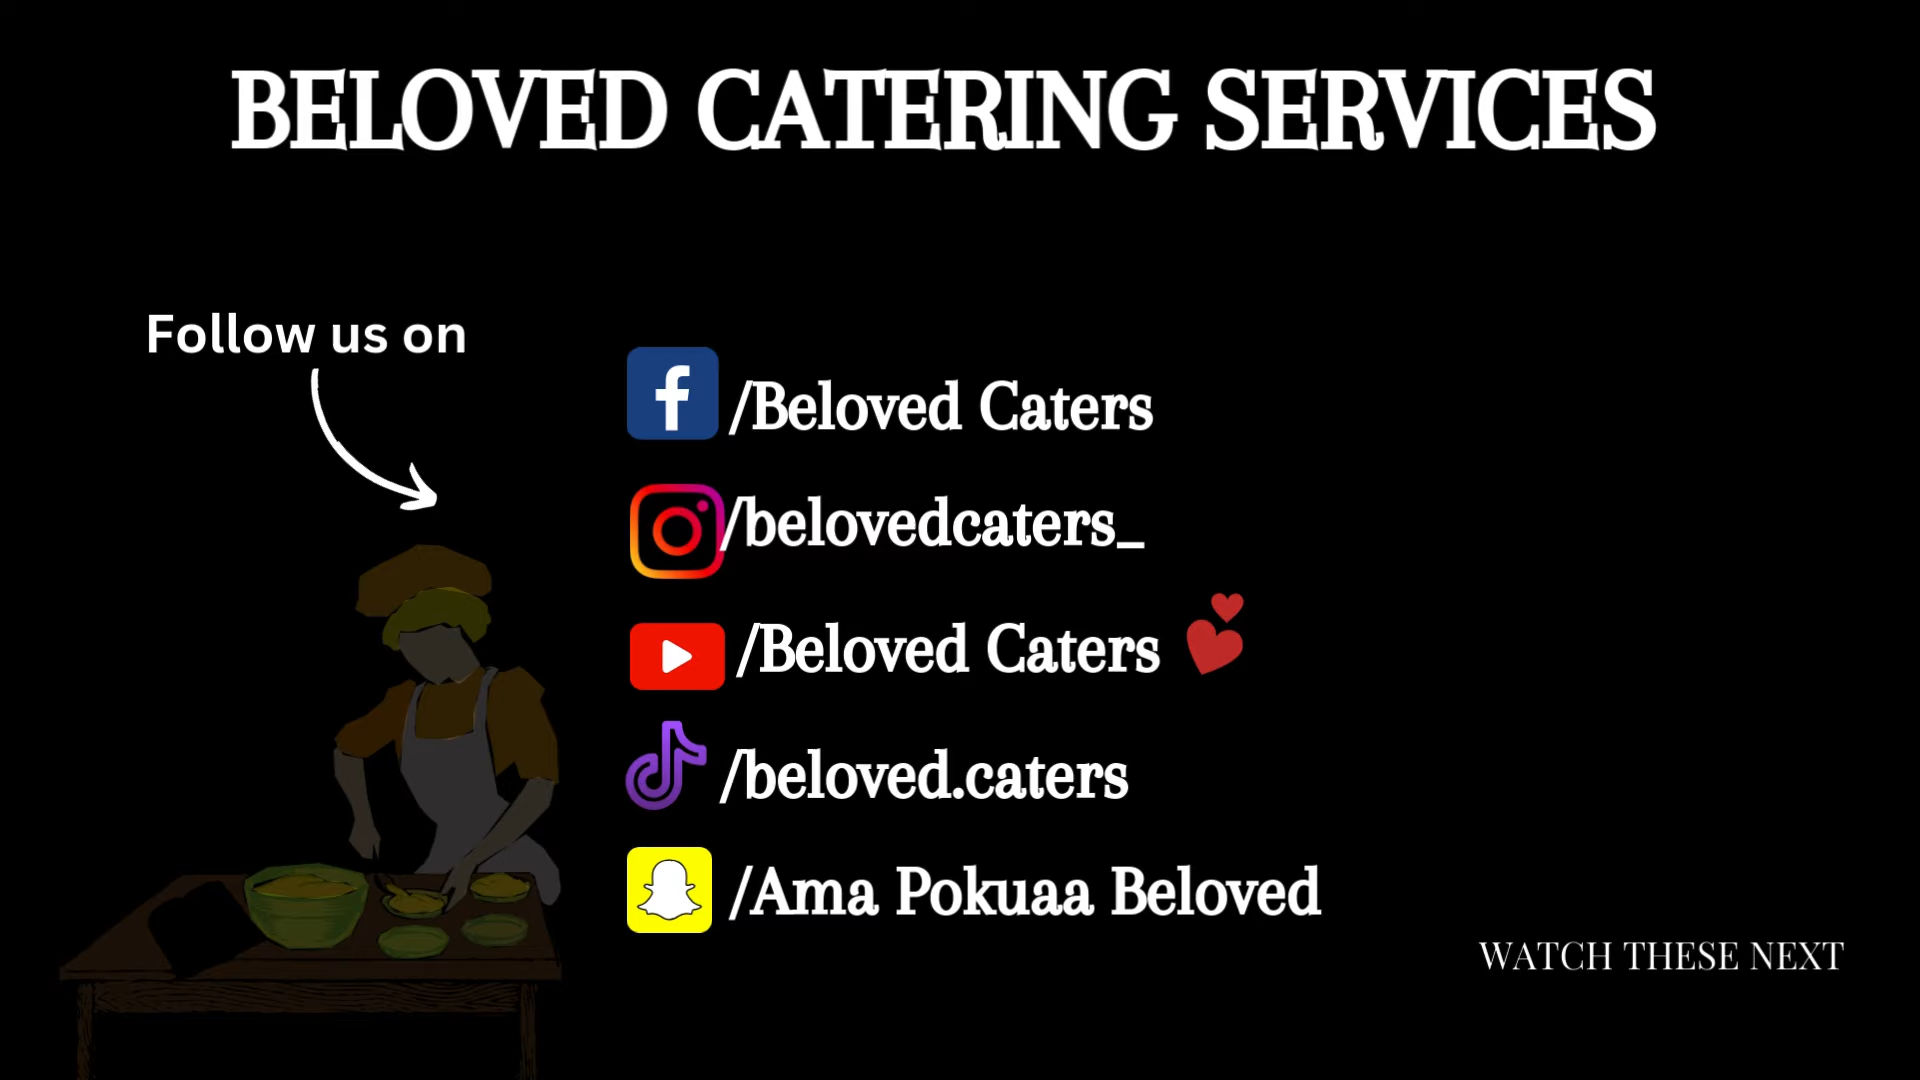 BELOVED CATERING SERVICES
Follow us on
/Beloved Caters
/belovedcaters_
/Beloved Caters
/beloved.caters
/Ama Pokuaa Beloved
WATCH THESE NEXT